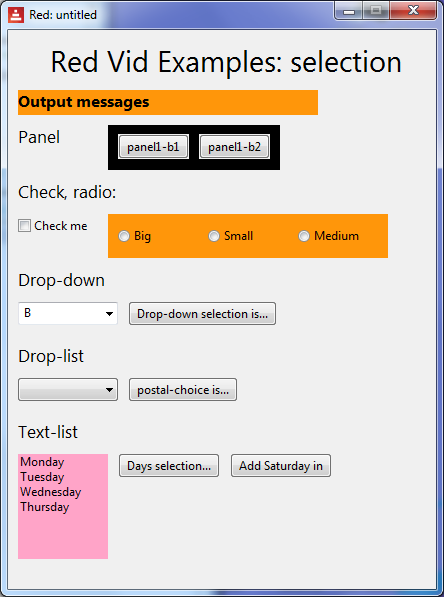 Red: untitled
Red Vid Examples: selection
Output messages
Panel
panel1-b1 panel1-b2
Check, radio:
Check me Big Small Medium
Drop-down
B Drop-down selection is...
Drop-list
postal-choice is...
Text-list
Monday
Tuesday
Wednesday
Thursday
Days selection... Add Saturday in